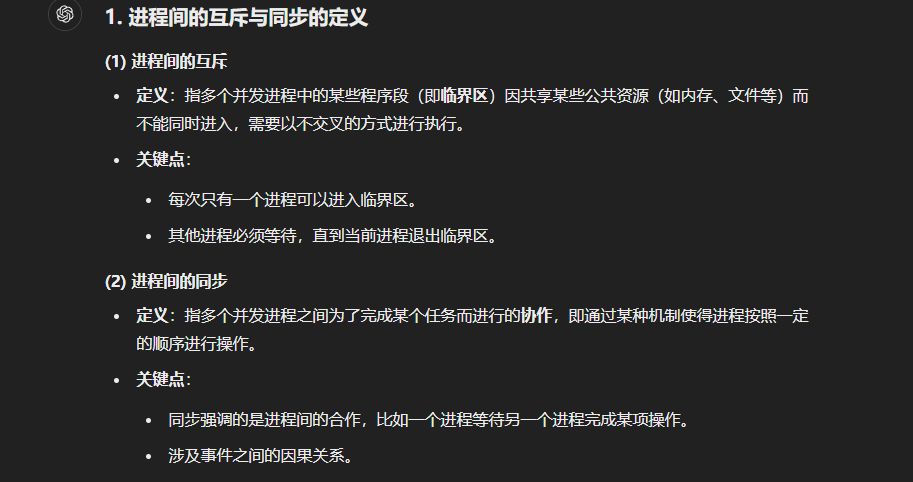 1. 进程间的互斥与同步的定义
(1) 进程间的互斥
定义：指多个并发进程中的某些程序段（即临界区）因共享某些公共资源（如内存、文件等）而
不能同时进入，需要以不交叉的方式进行执行。
关键点：
每次只有一个进程可以进入临界区。
其他进程必须等待，直到当前进程退出临界区。
(2) 进程间的同步
定义：指多个并发进程之间为了完成某个任务而进行的协作，即通过某种机制使得进程按照一定
的顺序进行操作。
关键点：
同步强调的是进程间的合作，比如一个进程等待另一个进程完成某项操作。
涉及事件之间的因果关系。